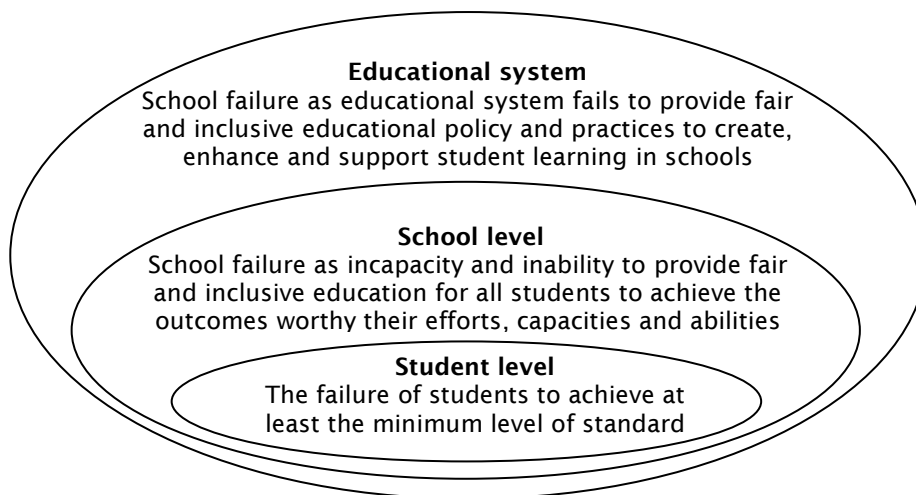 Educational system
School failure as educational system fails to provide fair
and inclusive educational policy and practices to create,
enhance and support student learning in schools
School level
School failure as incapacity and inability to provide fair
and inclusive education for all students to achieve the
outcomes worthy their efforts, capacities and abilities
Student level
The failure of students to achieve at
least the minimum level of standard